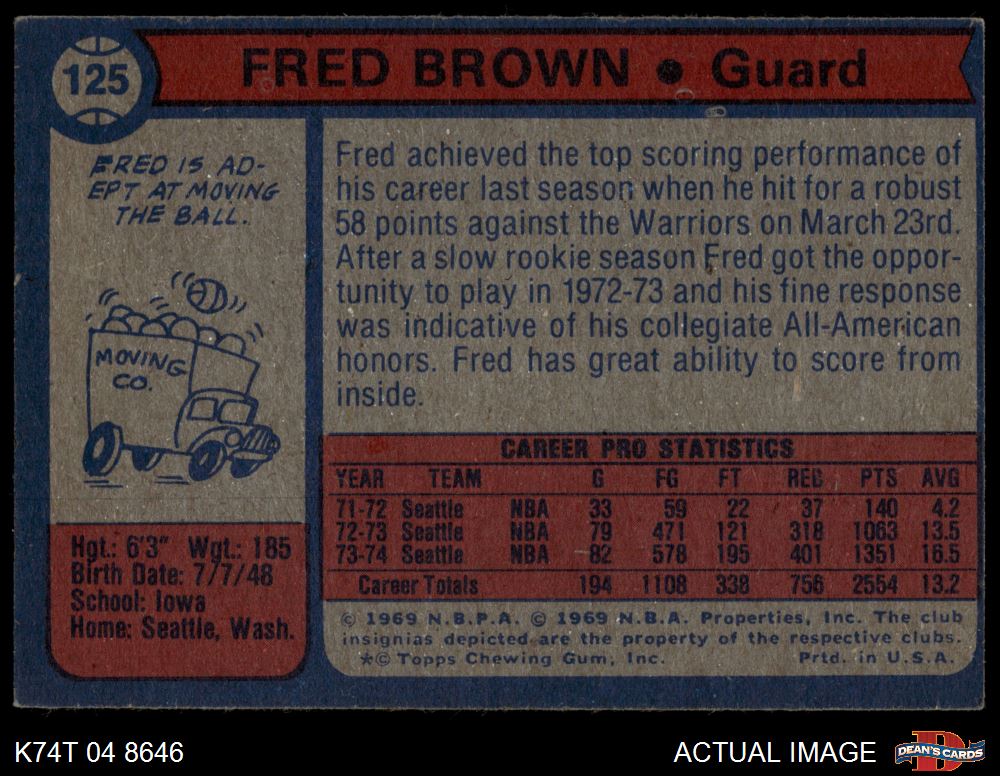 125
FRED BROWN • Guard
FRED IS AD-
EPT AT MOVING
THE BALL.
MOVING
CO.
Hgt.: 6'3" Wgt.: 185
Birth Date: 7/7/48
School: Iowa
Home: Seattle, Wash.
Fred achieved the top scoring performance of
his career last season when he hit for a robust
58 points against the Warriors on March 23rd.
After a slow rookie season Fred got the oppor-
tunity to play in 1972-73 and his fine response
was indicative of his collegiate All-American
honors. Fred has great ability to score from
inside.
CAREER PRO STATISTICS
YEAR TEAM G FG FT REB PTS AVG
71-72 Seattle NBA 33 59 22 37 140 4.2
72-73 Seattle NBA 79 471 121 318 1063 13.5
73-74 Seattle NBA 82 578 195 401 1351 16.5
Career Totals 194 1108 338 756 2554 13.2
© 1969 N.B.P.A. © 1969 N.B.A. Properties, Inc. The club
insignias depicted are the property of the respective clubs.
*© Topps Chewing Gum, Inc. Prtd. in U.S.A.
K74T 04 8646
ACTUAL IMAGE
D
DEAN'S CARDS